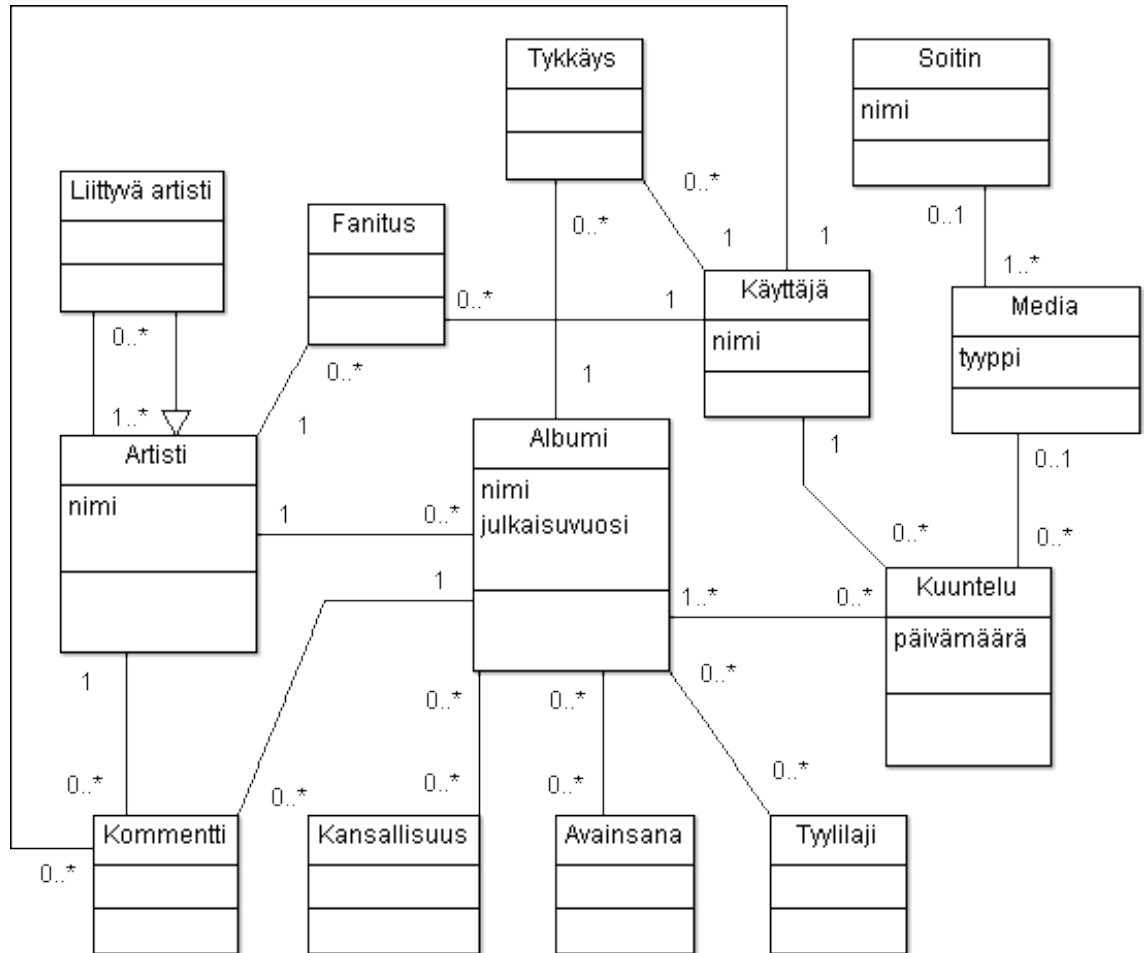 Tykkäys
Soitin
nimi
Liittyvä artisti
0..*
Fanitus
0..*
0..1
1
1
1..*
Käyttäjä
Media
0..*
1
0..*
nimi
tyyppi
0..*
1
1..*
1
Albumi
Artisti
1
0..1
nimi
nimi
1
0..*
julkaisuvuosi
0..*
0..*
1
Kuuntelu
1..*
0..*
päivämäärä
1
0..*
0..*
0..*
0..*
0..*
0..*
0..*
0..*
Kommentti
Kansallisuus
Avainsana
Tyylilaji
0..*